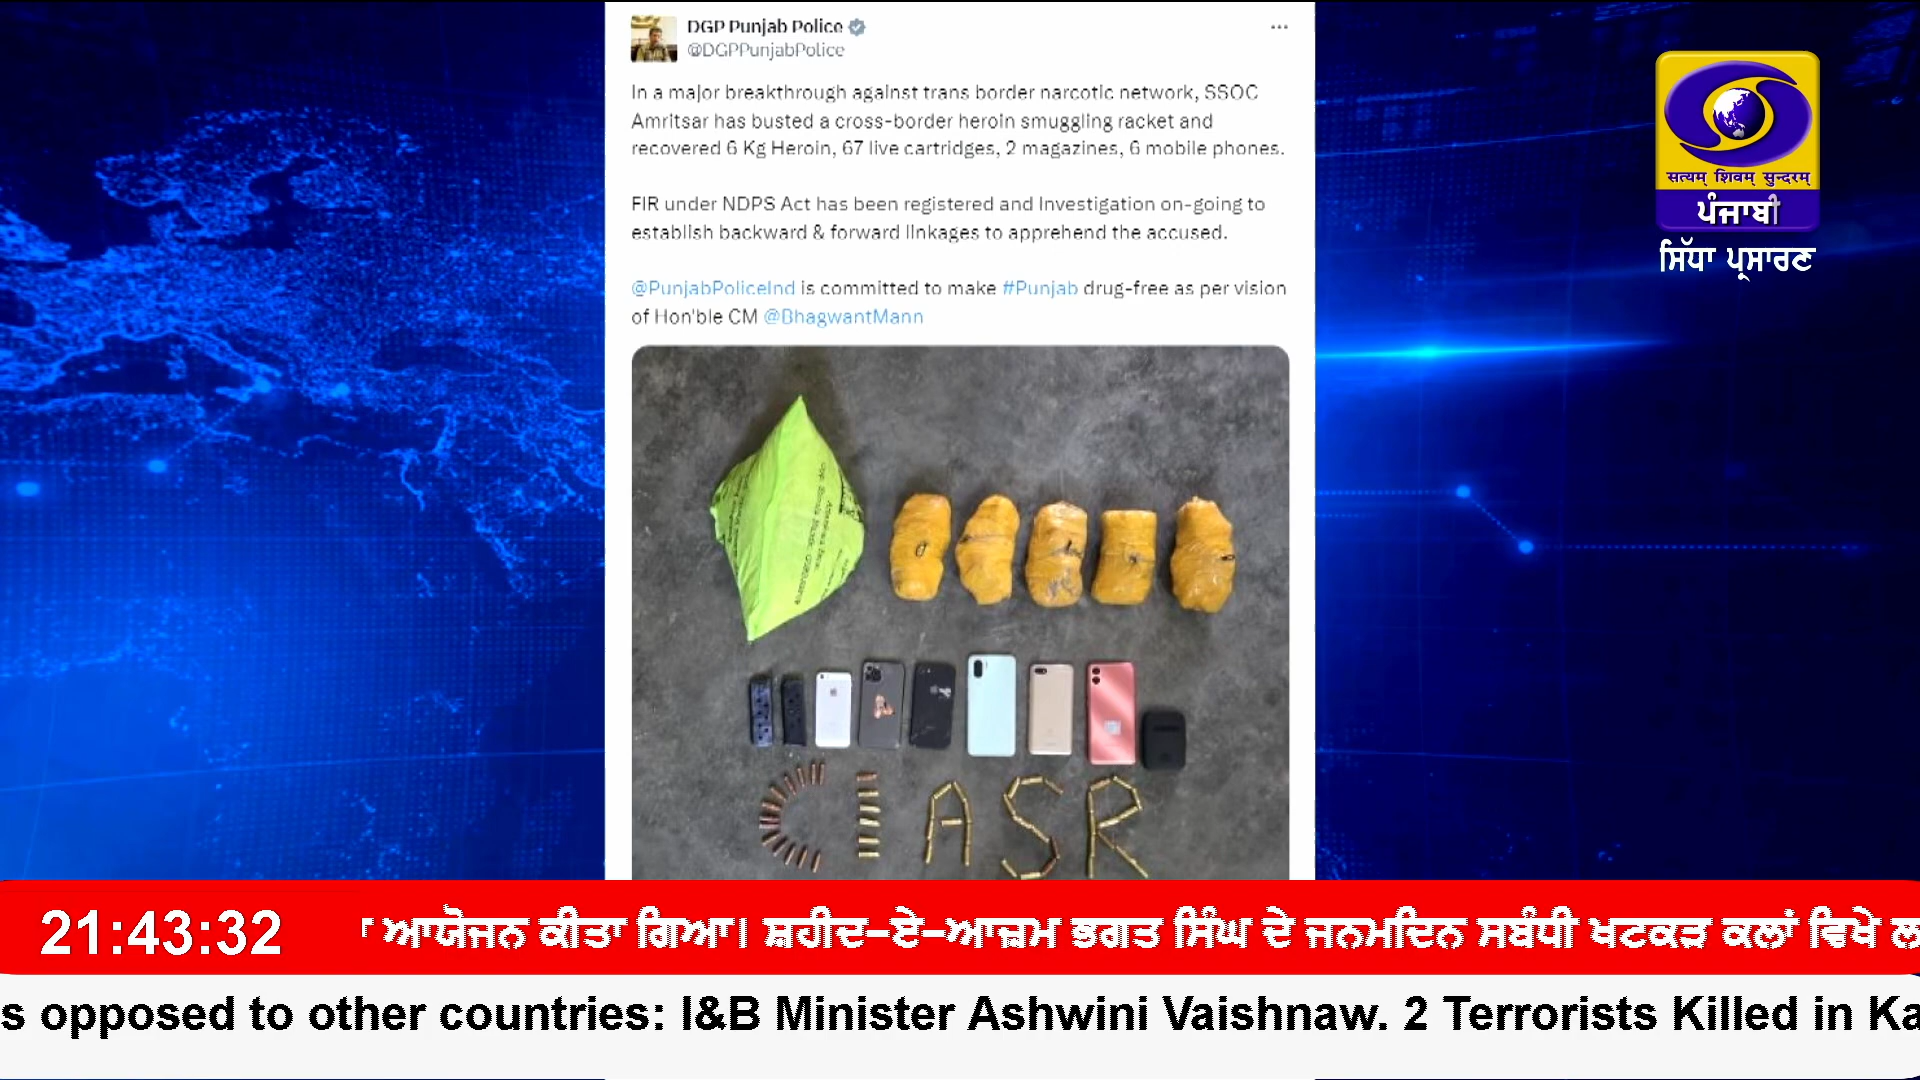 DGP Punjab Police
@DGPPunjabPolice
In a major breakthrough against trans border narcotic network, SSOC
Amritsar has busted a cross-border heroin smuggling racket and
recovered 6 Kg Heroin, 67 live cartridges, 2 magazines, 6 mobile phones.
FIR under NDPS Act has been registered and Investigation on-going to
establish backward & forward linkages to apprehend the accused.
@PunjabPoliceInd is committed to make #Punjab drug-free as per vision
of Hon'ble CM @BhagwantMann
सत्यम् शिवम् सुन्दरम्
ਪੰਜਾਬੀ
ਸਿੱਧਾ ਪ੍ਰਸਾਰਣ
CI ASR
21:43:32
ਆਯੋਜਨ ਕੀਤਾ ਗਿਆ। ਸ਼ਹੀਦ-ਏ-ਆਜ਼ਮ ਭਗਤ ਸਿੰਘ ਦੇ ਜਨਮਦਿਨ ਸਬੰਧੀ ਖਟਕੜ ਕਲਾਂ ਵਿਖੇ ਲ
s opposed to other countries: I&B Minister Ashwini Vaishnaw. 2 Terrorists Killed in Ka